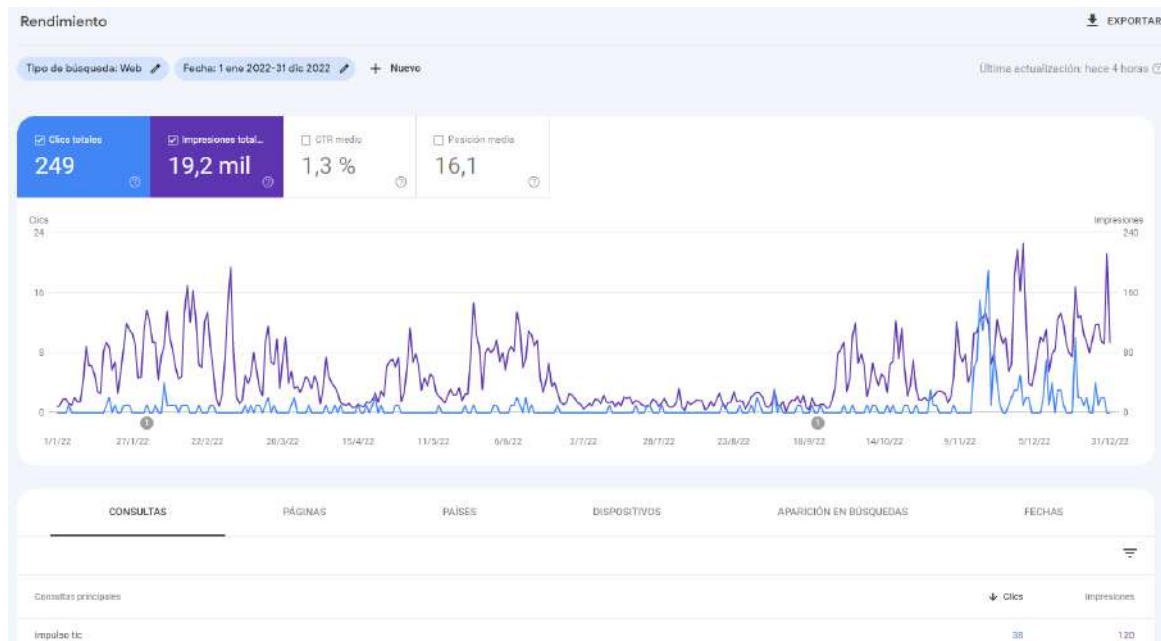 Rendimiento
EXPORTAR
Tipo de búsqueda: Web
Fecha: 1 ene 2022-31 dic 2022
+ Nuevo
Última actualización: hace 4 horas
Clics totales
Impresiones total...
CTR medio
Posición media
249
19,2 mil
1,3 %
16,1
Clics
Impresiones
24
240
16
160
8
80
0
0
1
1
1/1/22
27/1/22
22/2/22
20/3/22
15/4/22
11/5/22
6/6/22
2/7/22
28/7/22
23/8/22
18/9/22
14/10/22
9/11/22
5/12/22
31/12/22
CONSULTAS
PÁGINAS
PAÍSES
DISPOSITIVOS
APARICIÓN EN BÚSQUEDAS
FECHAS
Consultas principales
Clics
Impresiones
impulso tic
38
120